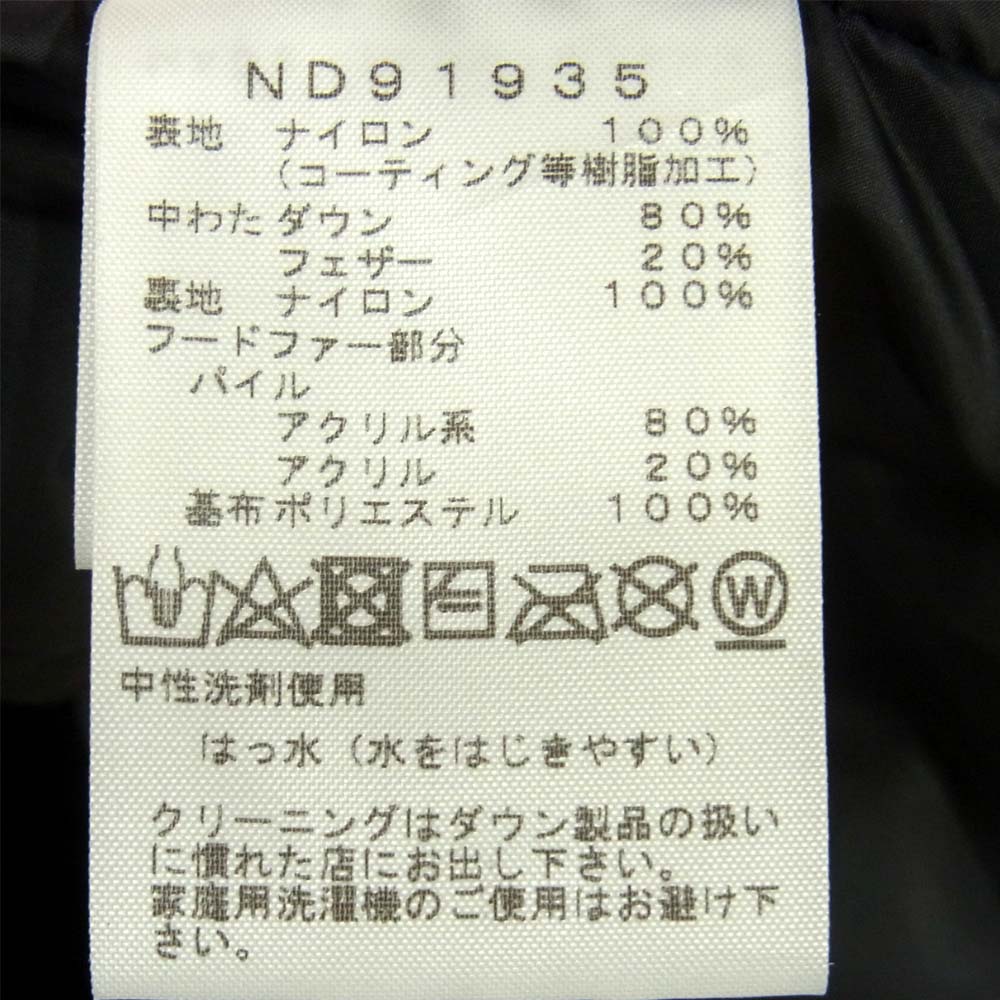 ND91935
表地 ナイロン 100%
(コーティング等樹脂加工)
中わた ダウン 80%
フェザー 20%
裏地 ナイロン 100%
フードファー部分
パイル
アクリル系 80%
アクリル 20%
基布 ポリエステル 100%
W
中性洗剤使用
はっ水(水をはじきやすい)
クリーニングはダウン製品の扱い
に慣れた店にお出し下さい。
家庭用洗濯機のご使用はお避け下
さい。